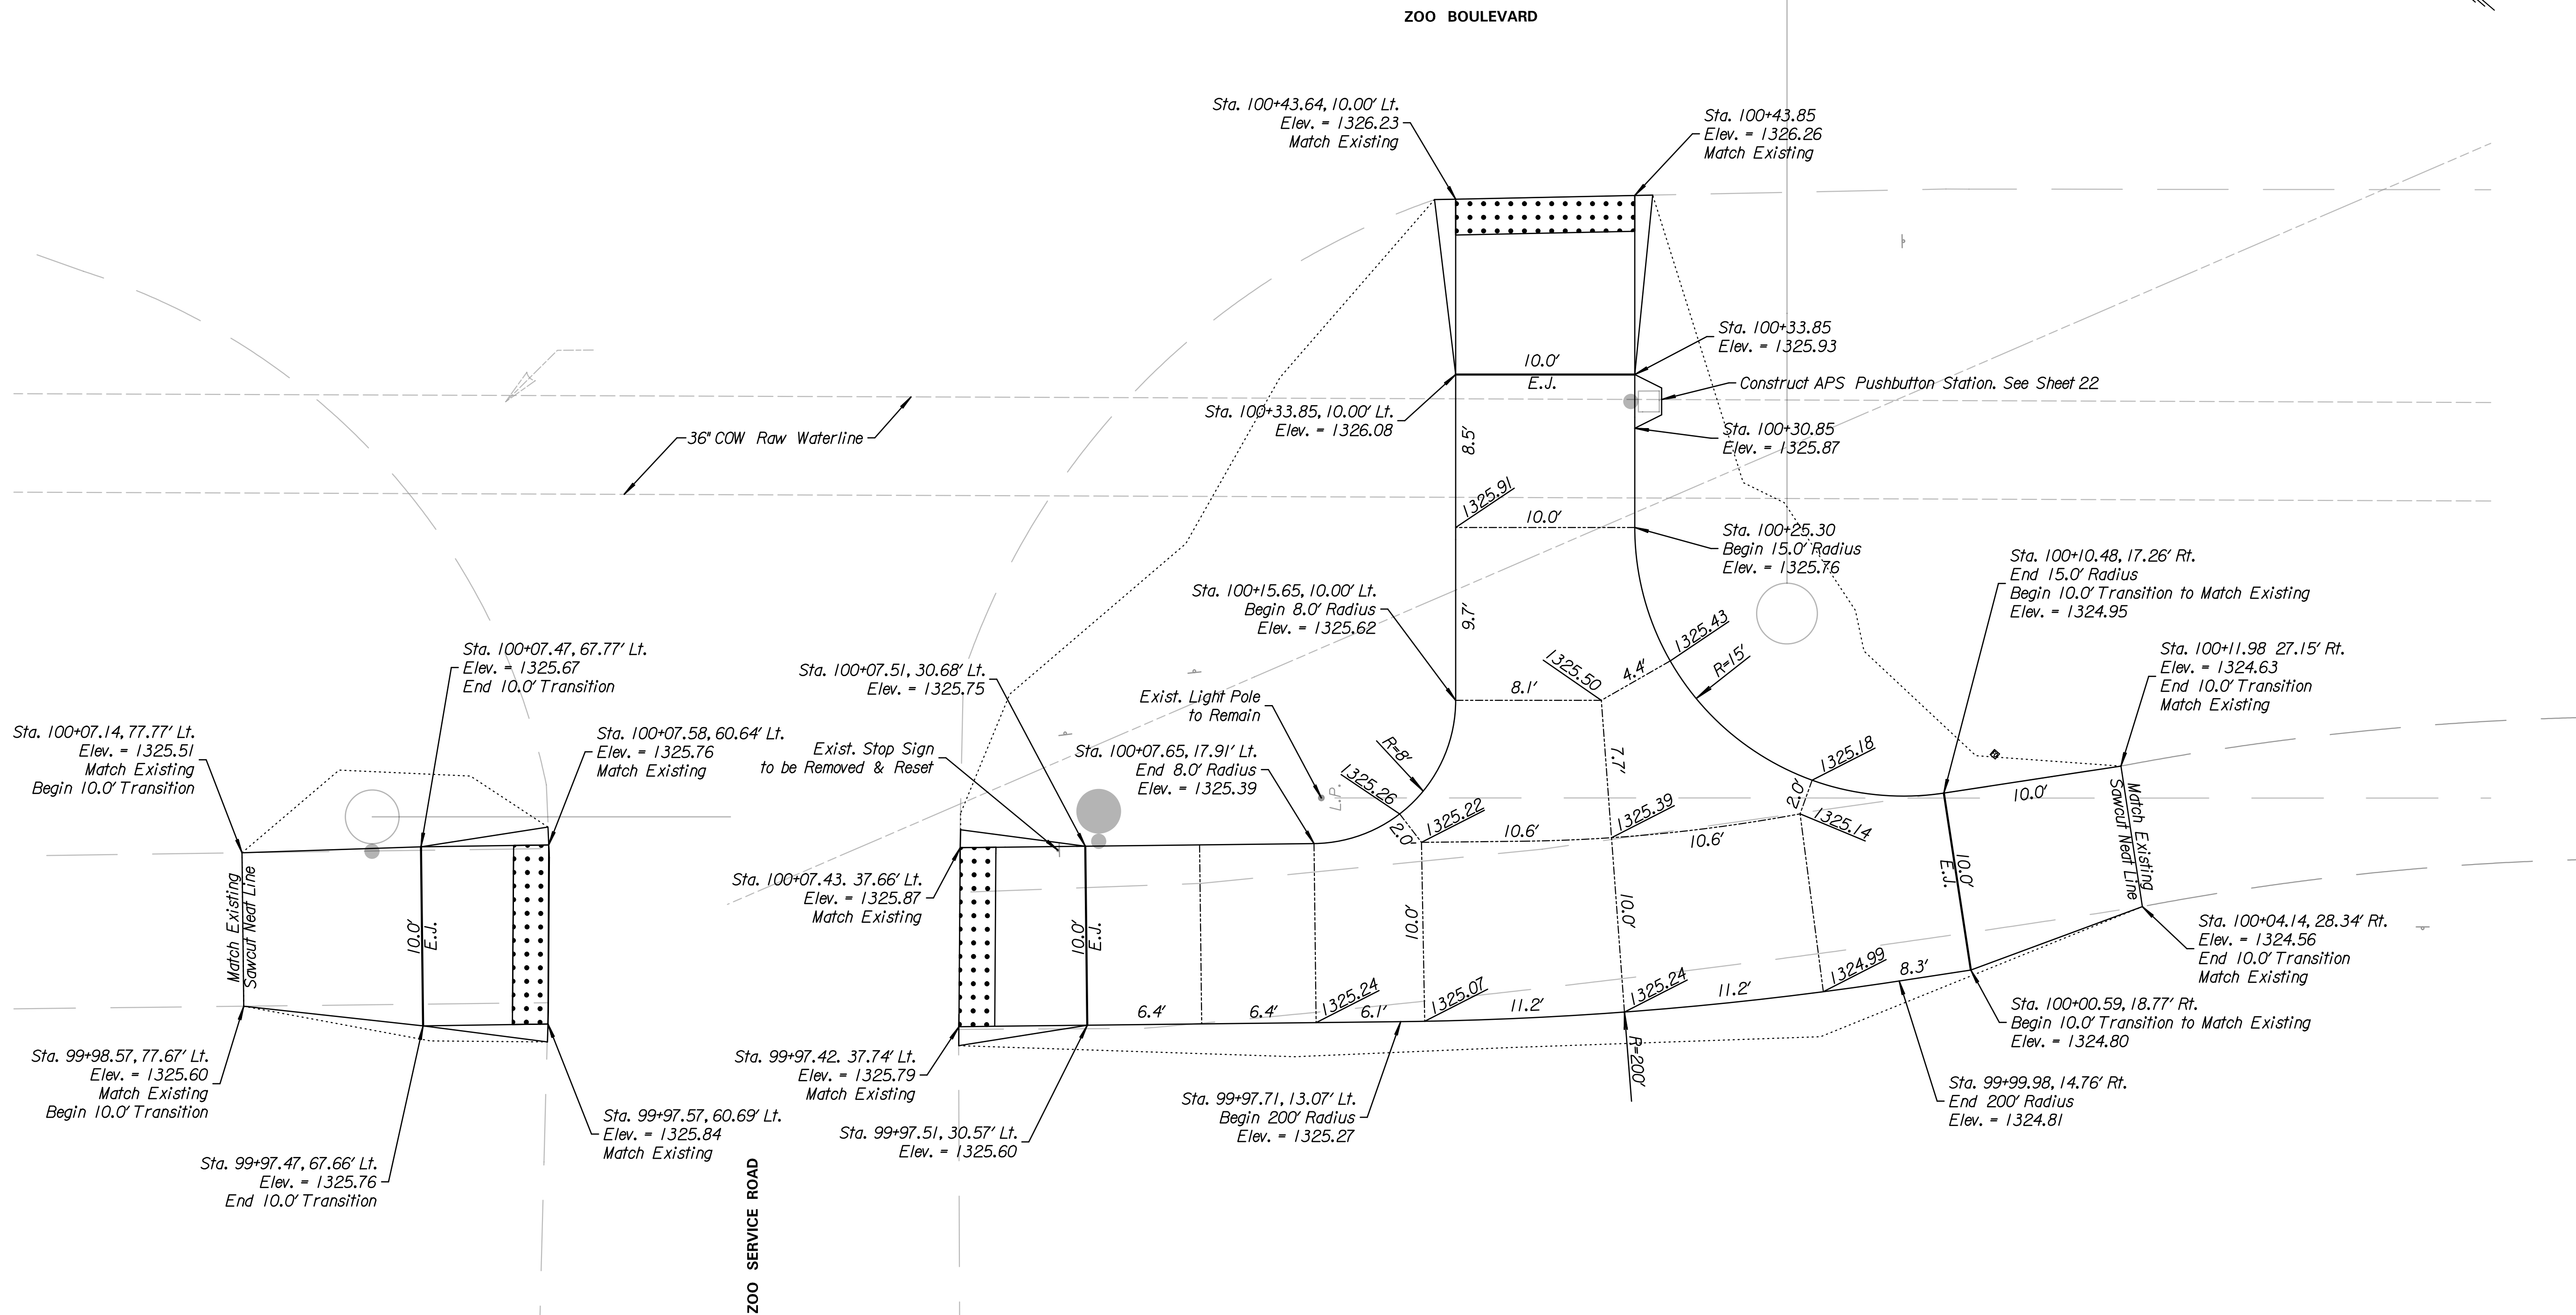 ZOO BOULEVARD
Sta. 100+43.64, 10.00' Lt.
Elev. = 1326.23
Match Existing
Sta. 100+43.85
Elev. = 1326.26
Match Existing
Sta. 100+33.85
Elev. = 1325.93
10.0'
E.J.
Construct APS Pushbutton Station. See Sheet 22
Sta. 100+33.85, 10.00' Lt.
Elev. = 1326.08
8.5'
Sta. 100+30.85
Elev. = 1325.87
36" COW Raw Waterline
1325.91
10.0'
Sta. 100+25.30
Begin 15.0' Radius
Elev. = 1325.76
Sta. 100+10.48, 17.26' Rt.
End 15.0' Radius
Begin 10.0' Transition to Match Existing
Elev. = 1324.95
Sta. 100+15.65, 10.00' Lt.
Begin 8.0' Radius
Elev. = 1325.62
9.7'
1325.43
1325.50
4.4'
R=15'
8.1'
Sta. 100+11.98 27.15' Rt.
Elev. = 1324.63
End 10.0' Transition
Match Existing
Sta. 100+07.47, 67.77' Lt.
Elev. = 1325.67
End 10.0' Transition
Sta. 100+07.51, 30.68' Lt.
Elev. = 1325.75
Exist. Light Pole
to Remain
Sta. 100+07.14, 77.77' Lt.
Elev. = 1325.51
Match Existing
Begin 10.0' Transition
Sta. 100+07.58, 60.64' Lt.
Elev. = 1325.76
Match Existing
Exist. Stop Sign
to be Removed & Reset
Sta. 100+07.65, 17.91' Lt.
End 8.0' Radius
Elev. = 1325.39
L.P.
R=8'
1325.26
2.0'
1325.22
7.7'
1325.39
10.6'
10.6'
1325.18
2.0'
1325.14
10.0'
Match Existing
Sawcut Neat Line
10.0'
E.J.
Sta. 100+07.43. 37.66' Lt.
Elev. = 1325.87
Match Existing
Match Existing
Sawcut Neat Line
10.0'
E.J.
10.0'
E.J.
10.0'
10.0'
Sta. 100+04.14, 28.34' Rt.
Elev. = 1324.56
End 10.0' Transition
Match Existing
6.4'
6.4'
1325.24
6.1'
1325.07
11.2'
1325.24
11.2'
1324.99
8.3'
Sta. 100+00.59, 18.77' Rt.
Begin 10.0' Transition to Match Existing
Elev. = 1324.80
R=200'
Sta. 99+98.57, 77.67' Lt.
Elev. = 1325.60
Match Existing
Begin 10.0' Transition
Sta. 99+97.42. 37.74' Lt.
Elev. = 1325.79
Match Existing
Sta. 99+97.71, 13.07' Lt.
Begin 200' Radius
Elev. = 1325.27
Sta. 99+99.98, 14.76' Rt.
End 200' Radius
Elev. = 1324.81
Sta. 99+97.57, 60.69' Lt.
Elev. = 1325.84
Match Existing
Sta. 99+97.51, 30.57' Lt.
Elev. = 1325.60
Sta. 99+97.47, 67.66' Lt.
Elev. = 1325.76
End 10.0' Transition
ZOO SERVICE ROAD